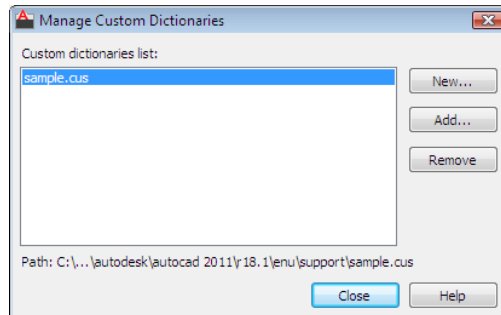 Manage Custom Dictionaries
Custom dictionaries list:
sample.cus
New...
Add...
Remove
Path: C:\...\autodesk\autocad 2011\r18.1\enu\support\sample.cus
Close
Help